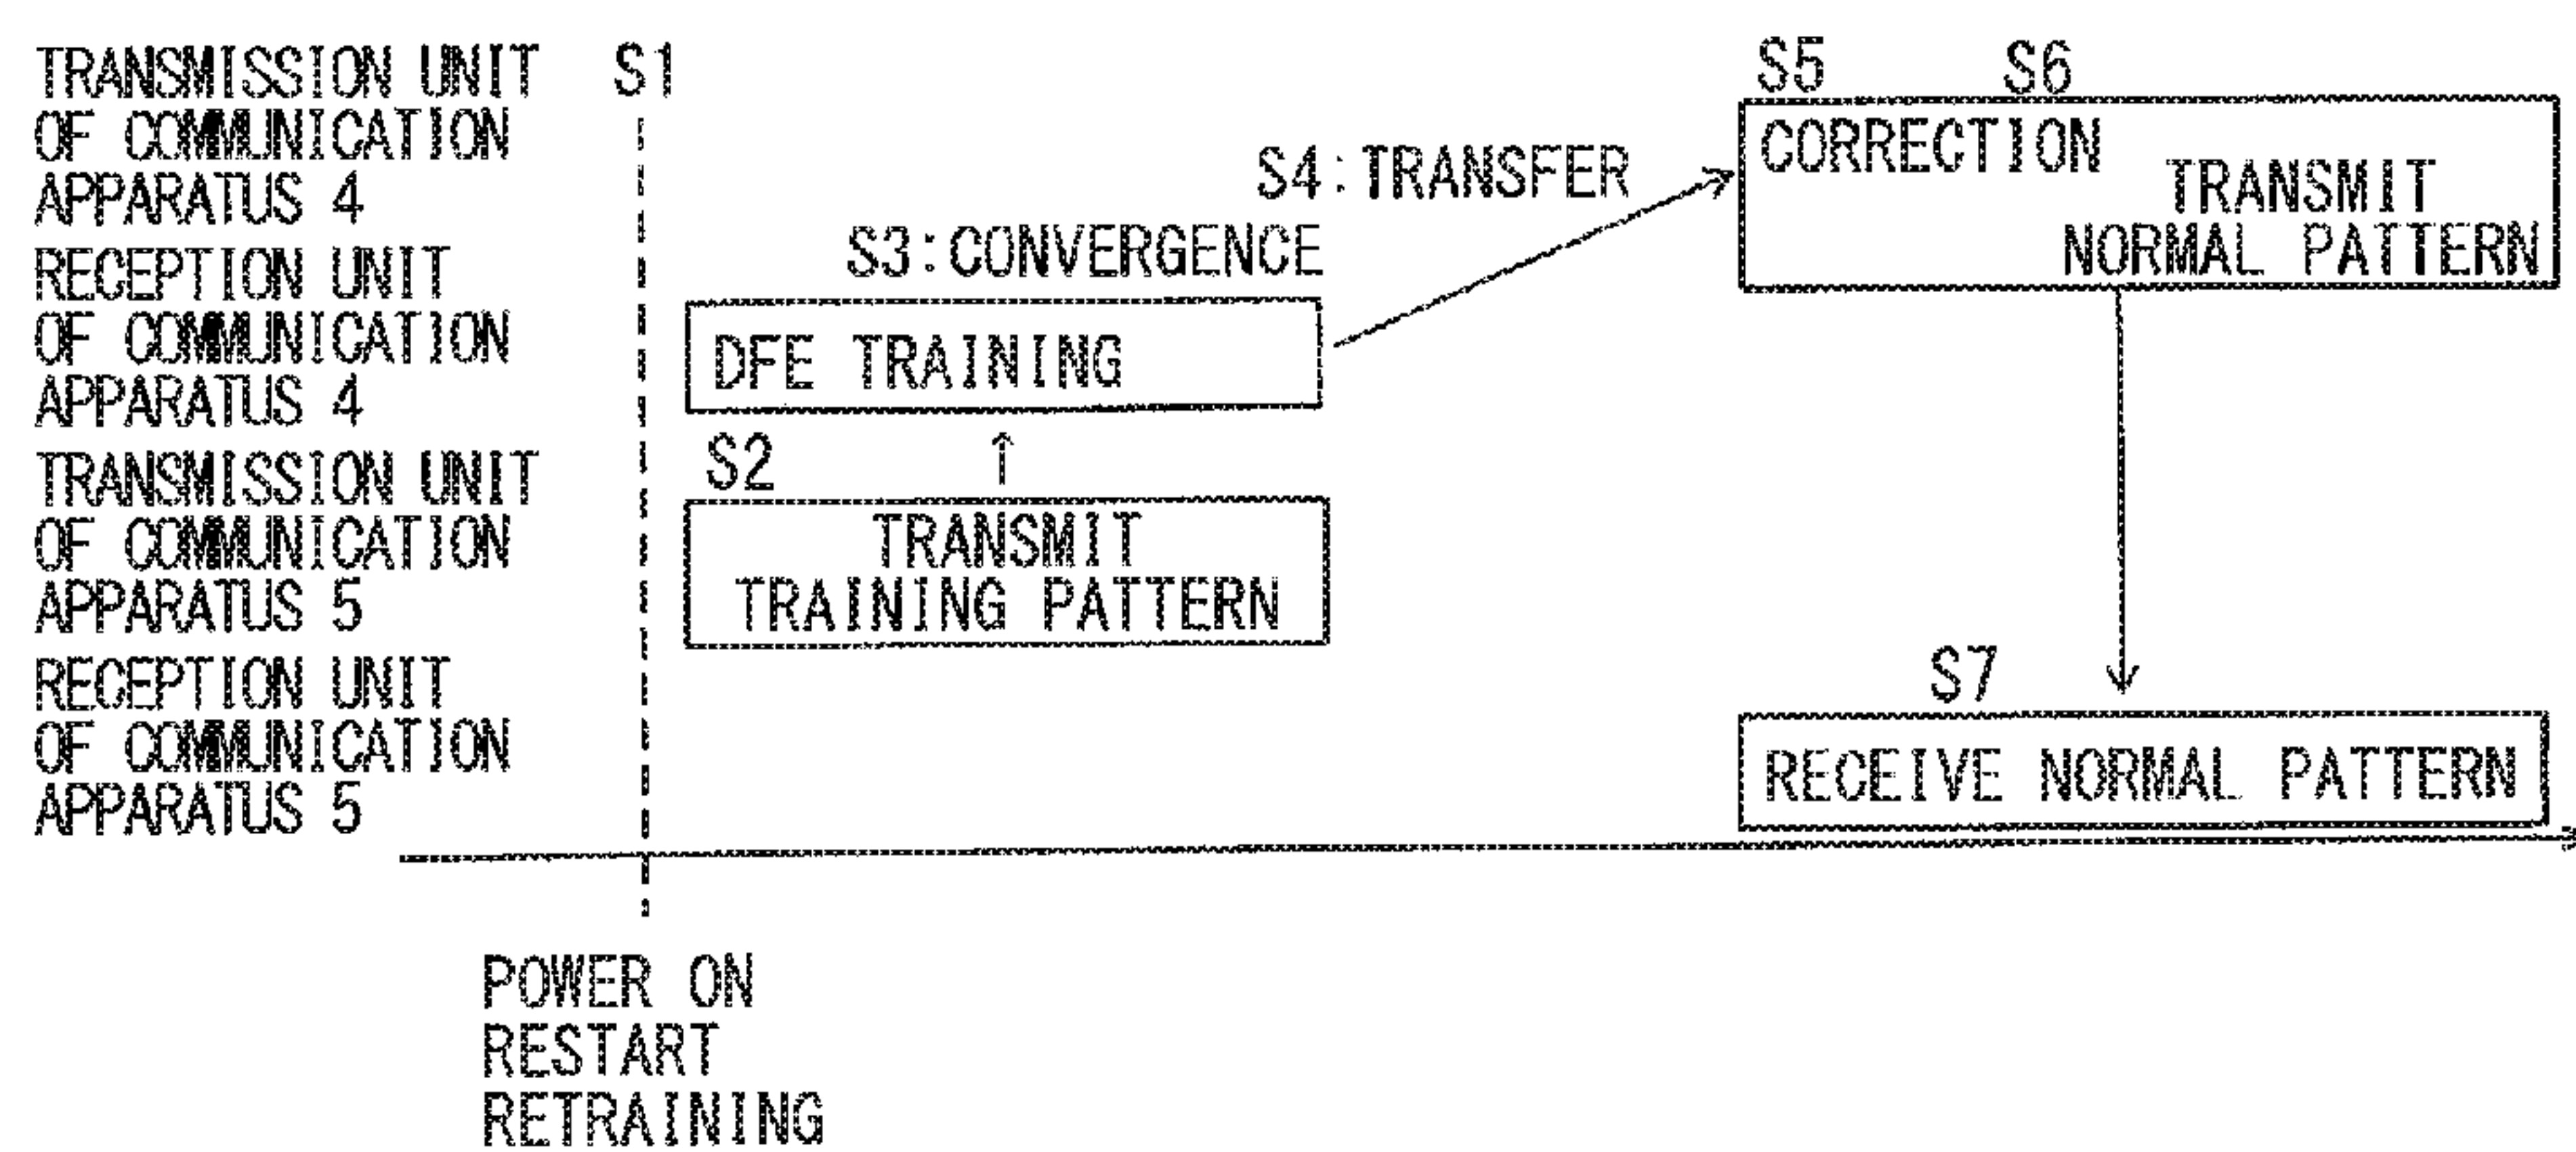 TRANSMISSION UNIT
OF COMMUNICATION
APPARATUS 4
RECEPTION UNIT
OF COMMUNICATION
APPARATUS 4
TRANSMISSION UNIT
OF COMMUNICATION
APPARATUS 5
RECEPTION UNIT
OF COMMUNICATION
APPARATUS 5
S1
S5
S6
CORRECTION
TRANSMIT
NORMAL PATTERN
S4:TRANSFER
S3:CONVERGENCE
DFE TRAINING
S2
TRANSMIT
TRAINING PATTERN
S7
RECEIVE NORMAL PATTERN
POWER ON
RESTART
RETRAINING